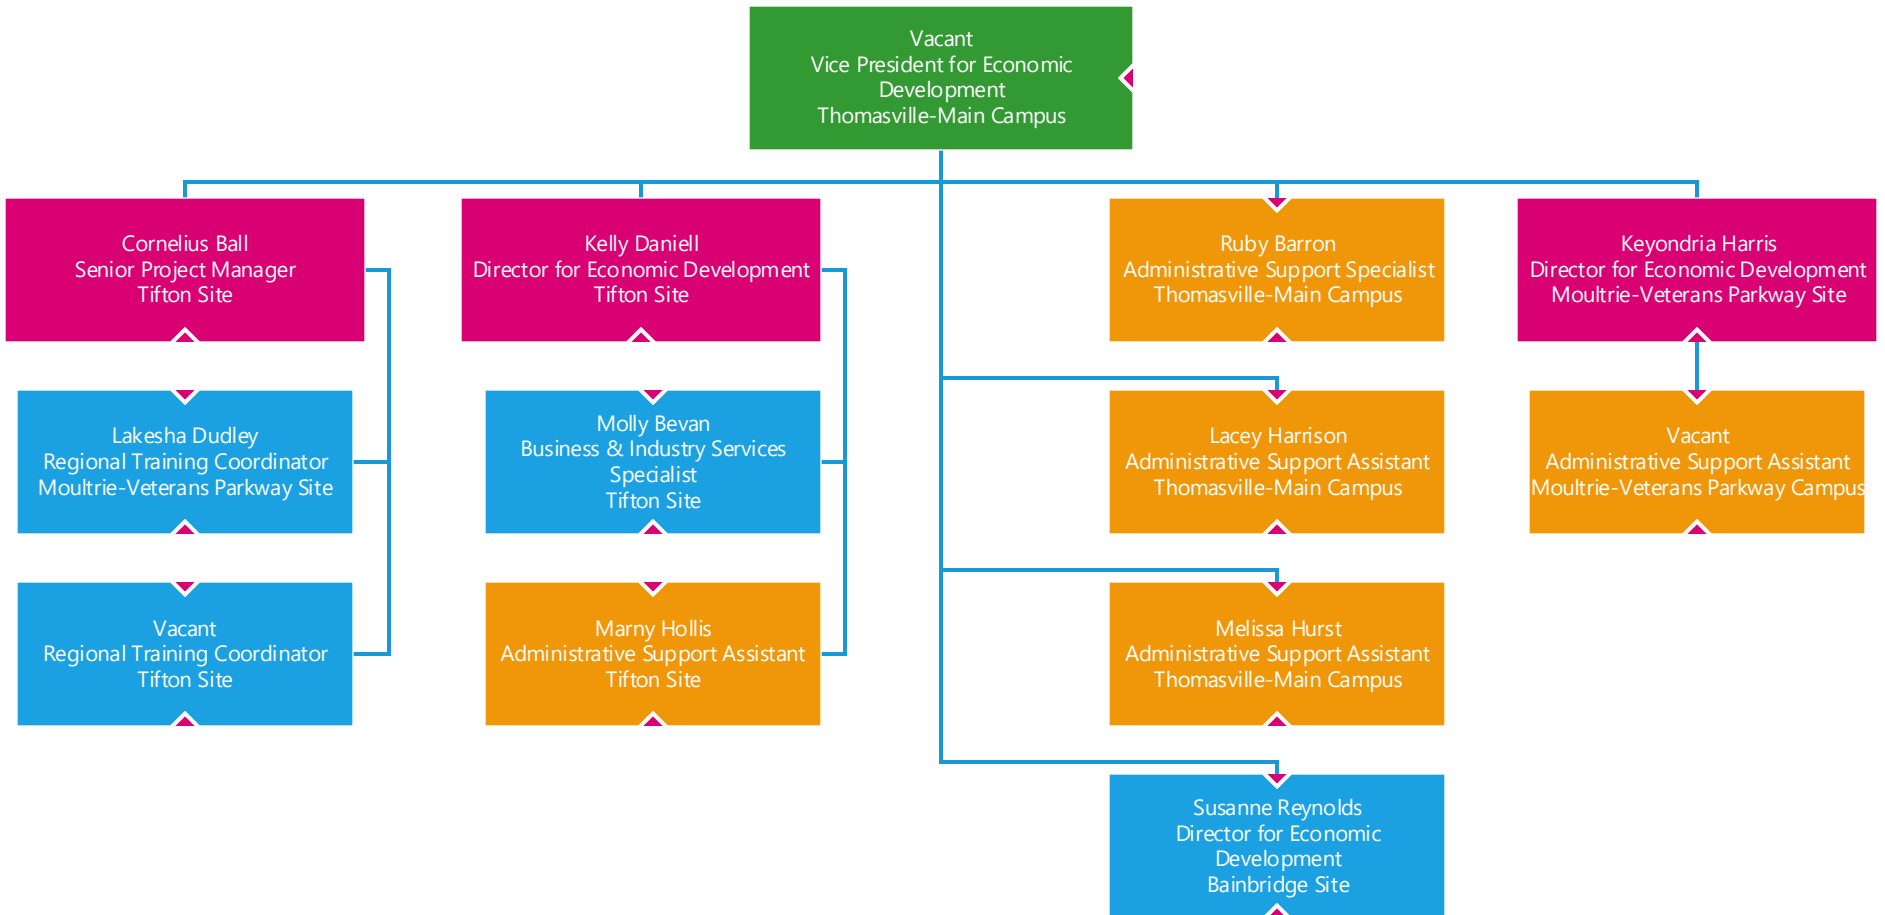 Vacant
Vice President for Economic
Development
Thomasville-Main Campus
Cornelius Ball
Senior Project Manager
Tifton Site
Kelly Daniell
Director for Economic Development
Tifton Site
Ruby Barron
Administrative Support Specialist
Thomasville-Main Campus
Keyondria Harris
Director for Economic Development
Moultrie-Veterans Parkway Site
Lakesha Dudley
Regional Training Coordinator
Moultrie-Veterans Parkway Site
Molly Bevan
Business & Industry Services
Specialist
Tifton Site
Lacey Harrison
Administrative Support Assistant
Thomasville-Main Campus
Vacant
Administrative Support Assistant
Moultrie-Veterans Parkway Campus
Vacant
Regional Training Coordinator
Tifton Site
Marny Hollis
Administrative Support Assistant
Tifton Site
Melissa Hurst
Administrative Support Assistant
Thomasville-Main Campus
Susanne Reynolds
Director for Economic
Development
Bainbridge Site